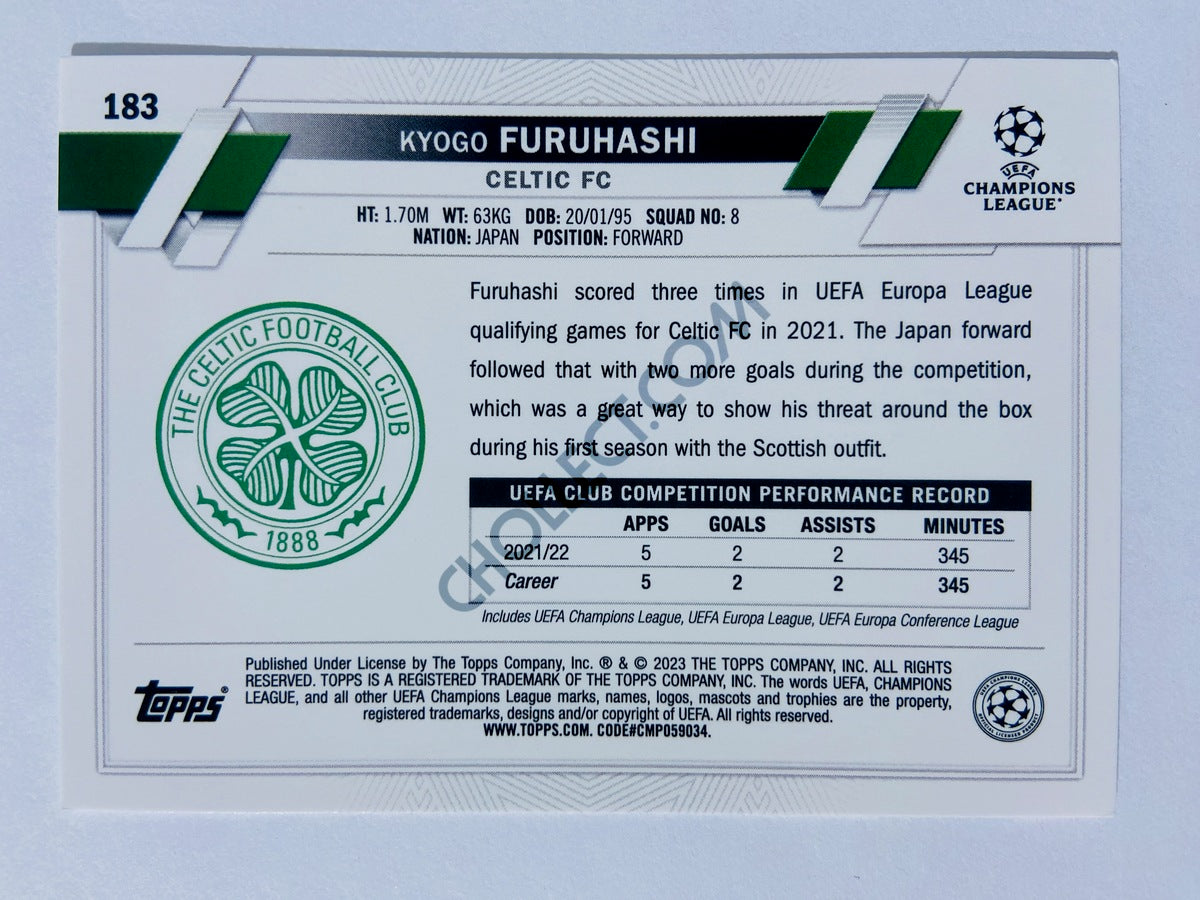 183
KYOGO FURUHASHI
CELTIC FC
HT: 1.70M WT: 63KG DOB: 20/01/95 SQUAD NO: 8
NATION: JAPAN POSITION: FORWARD
UEFA
CHAMPIONS
LEAGUE
THE CELTIC FOOTBALL CLUB
1888
Furuhashi scored three times in UEFA Europa League
qualifying games for Celtic FC in 2021. The Japan forward
followed that with two more goals during the competition,
which was a great way to show his threat around the box
during his first season with the Scottish outfit.
UEFA CLUB COMPETITION PERFORMANCE RECORD
APPS GOALS ASSISTS MINUTES
2021/22 5 2 2 345
Career 5 2 2 345
Includes UEFA Champions League, UEFA Europa League, UEFA Europa Conference League
CHOLLECT.COM
Topps®
Published Under License by The Topps Company, Inc. ® & © 2023 THE TOPPS COMPANY, INC. ALL RIGHTS
RESERVED. TOPPS IS A REGISTERED TRADEMARK OF THE TOPPS COMPANY, INC. The words UEFA, CHAMPIONS
LEAGUE, and all other UEFA Champions League marks, names, logos, mascots and trophies are the property,
registered trademarks, designs and/or copyright of UEFA. All rights reserved.
WWW.TOPPS.COM. CODE#CMP059034.
UEFA CHAMPIONS LEAGUE
OFFICIAL LICENSED PRODUCT